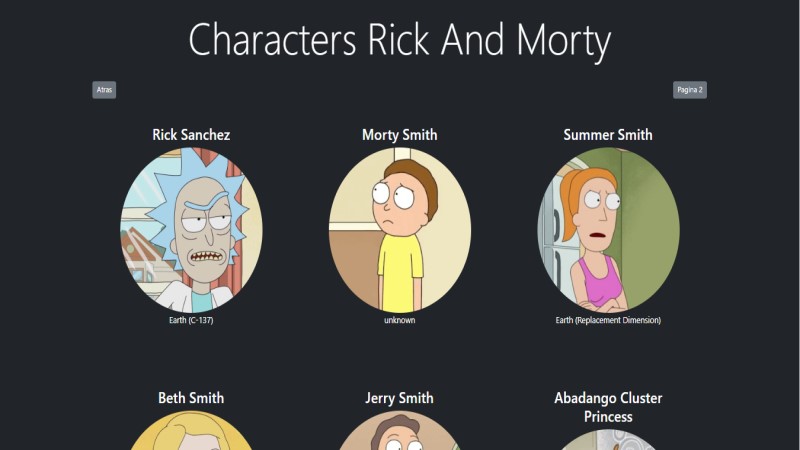 Characters Rick And Morty
Atras
Pagina 2
Rick Sanchez
Morty Smith
Summer Smith
Earth (C-137)
unknown
Earth (Replacement Dimension)
Beth Smith
Jerry Smith
Abadango Cluster
Princess